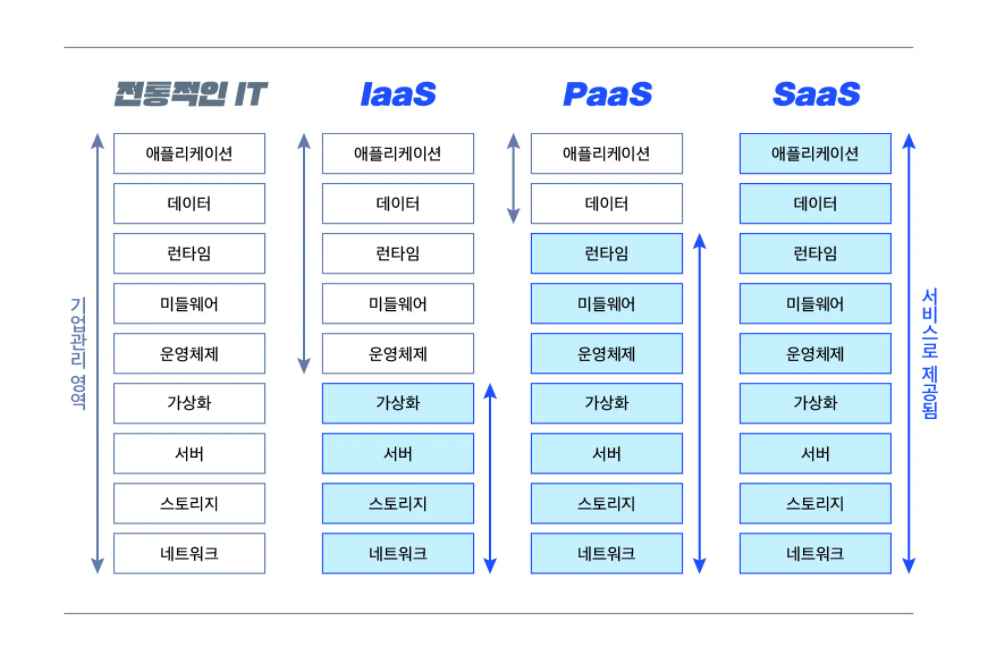 전통적인 IT
IaaS
PaaS
SaaS
기업관리 영역
애플리케이션
데이터
런타임
미들웨어
운영체제
가상화
서버
스토리지
네트워크
애플리케이션
데이터
런타임
미들웨어
운영체제
가상화
서버
스토리지
네트워크
애플리케이션
데이터
런타임
미들웨어
운영체제
가상화
서버
스토리지
네트워크
애플리케이션
데이터
런타임
미들웨어
운영체제
가상화
서버
스토리지
네트워크
서비스로 제공됨